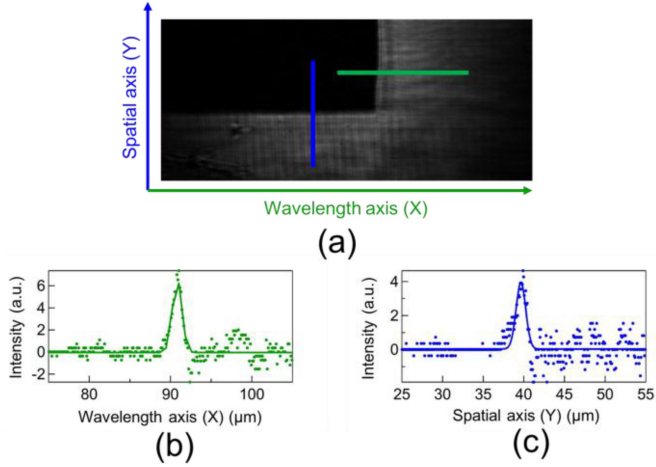 Spatial axis (Y)
Wavelength axis (X)
(a)
Intensity (a.u.)
6
4
2
0
-2
80
90
100
Wavelength axis (X) (µm)
(b)
Intensity (a.u.)
6
4
2
0
25
30
35
40
45
50
55
Spatial axis (Y) (µm)
(c)